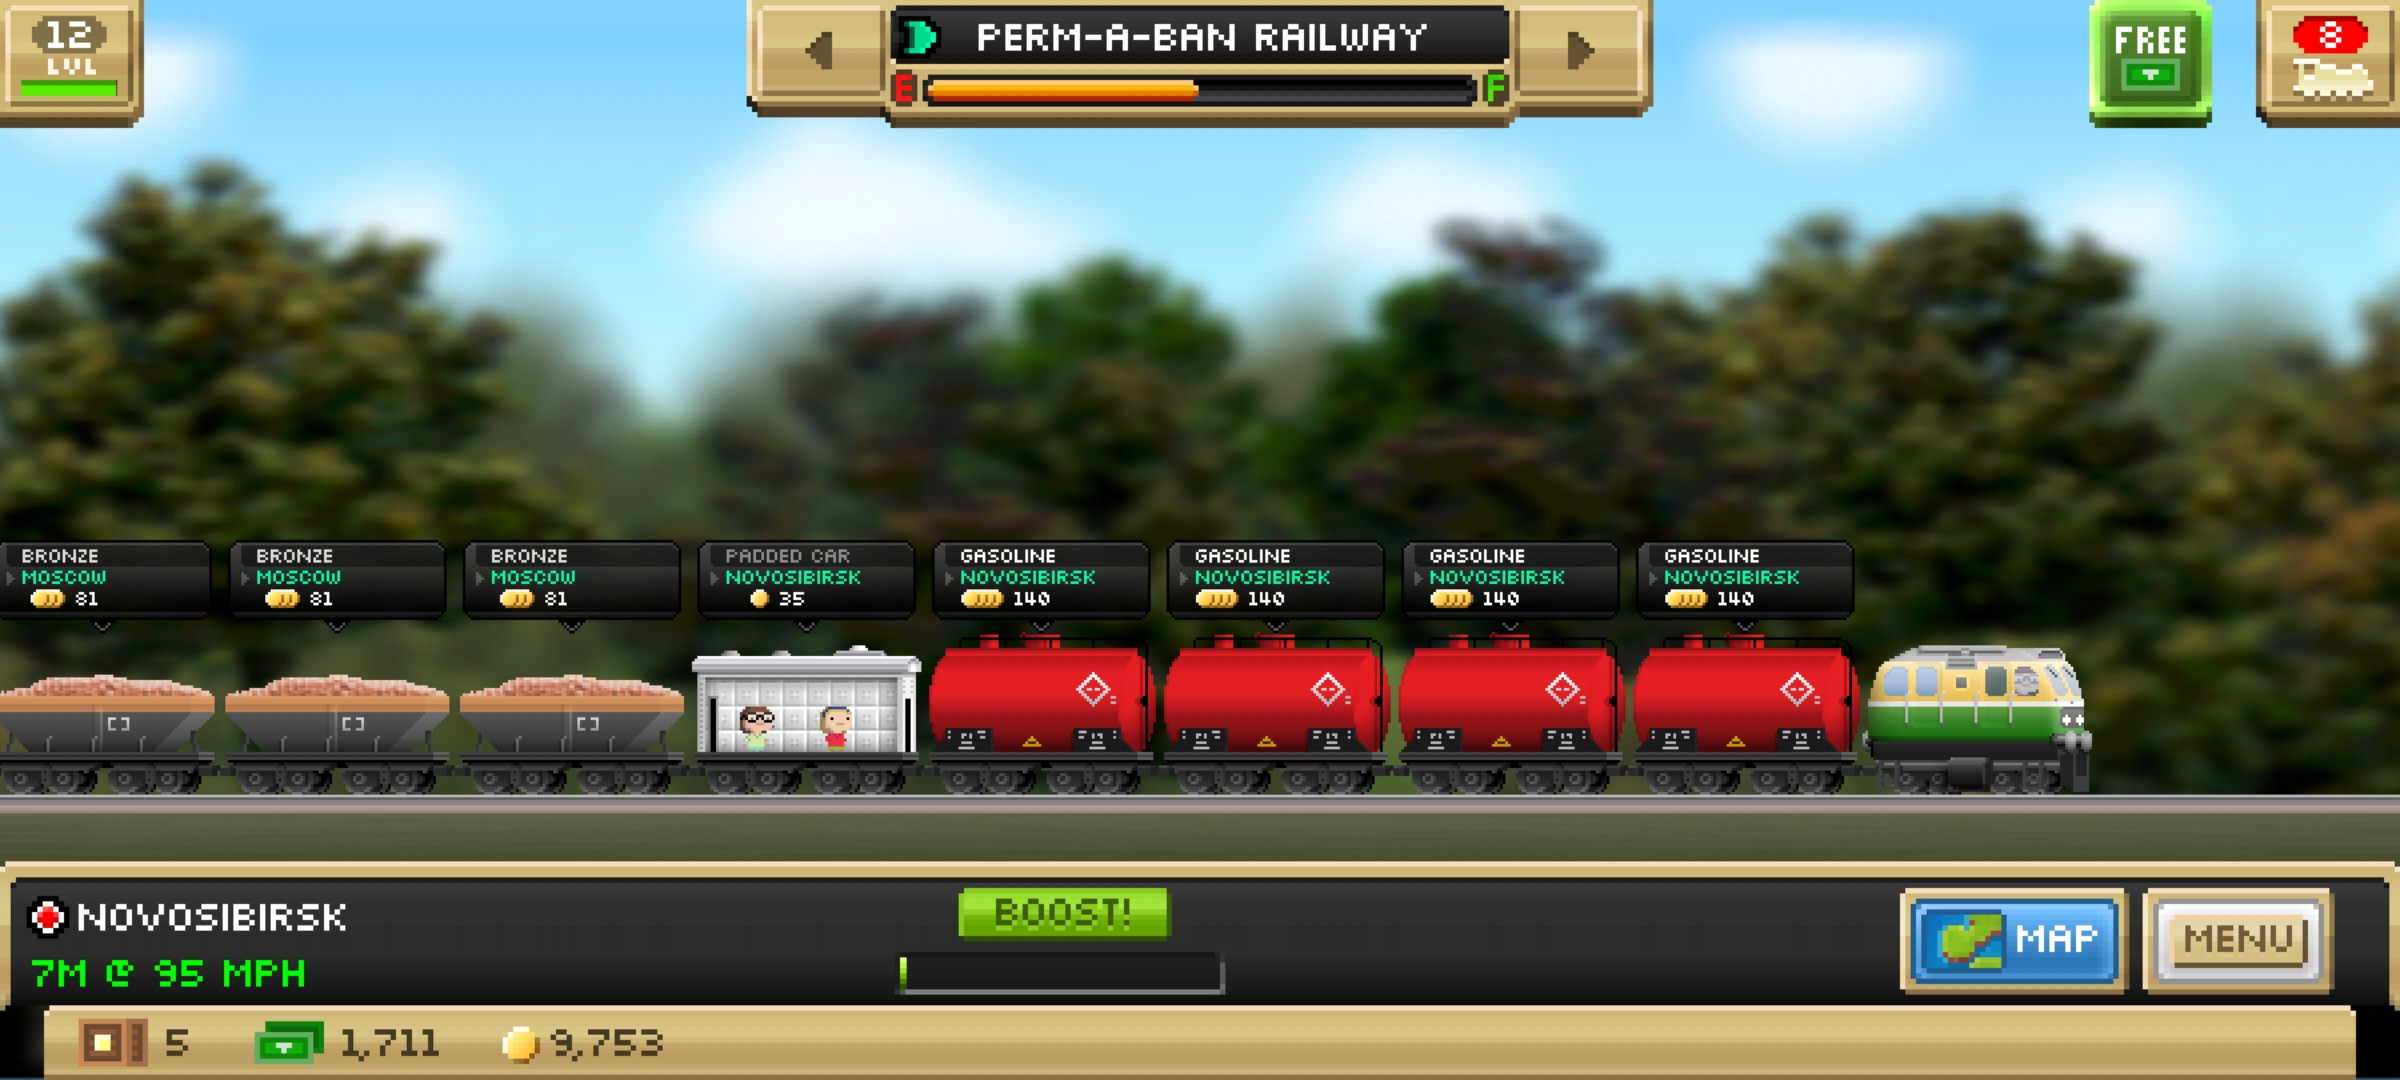 12
LVL
PERM-A-BAN RAILWAY
E F
FREE
8
BRONZE
MOSCOW
81
BRONZE
MOSCOW
81
BRONZE
MOSCOW
81
PADDED CAR
NOVOSIBIRSK
35
GASOLINE
NOVOSIBIRSK
140
GASOLINE
NOVOSIBIRSK
140
GASOLINE
NOVOSIBIRSK
140
GASOLINE
NOVOSIBIRSK
140
NOVOSIBIRSK
7M @ 95 MPH
BOOST!
MAP
MENU
5
1,711
9,753